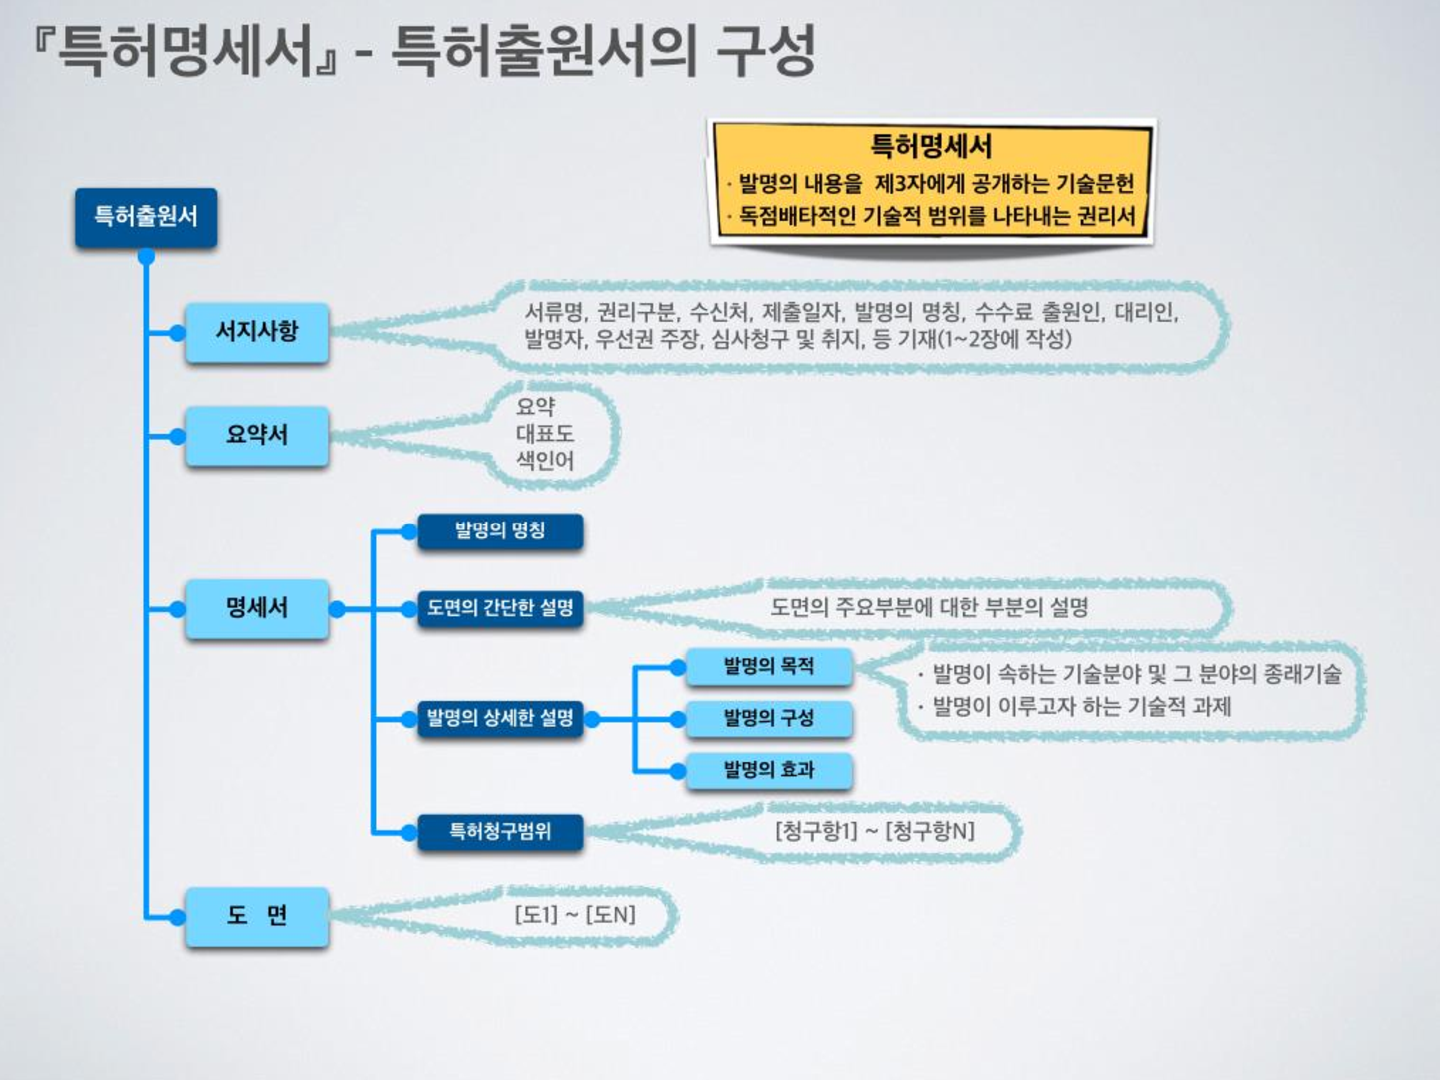 『특허명세서』 - 특허출원서의 구성
특허명세서
· 발명의 내용을 제3자에게 공개하는 기술문헌
· 독점배타적인 기술적 범위를 나타내는 권리서
특허출원서
서지사항
서류명, 권리구분, 수신처, 제출일자, 발명의 명칭, 수수료 출원인, 대리인,
발명자, 우선권 주장, 심사청구 및 취지, 등 기재(1~2장에 작성)
요약서
요약
대표도
색인어
명세서
발명의 명칭
도면의 간단한 설명
도면의 주요부분에 대한 부분의 설명
발명의 상세한 설명
발명의 목적
· 발명이 속하는 기술분야 및 그 분야의 종래기술
· 발명이 이루고자 하는 기술적 과제
발명의 구성
발명의 효과
특허청구범위
[청구항1] ~ [청구항N]
도 면
[도1] ~ [도N]